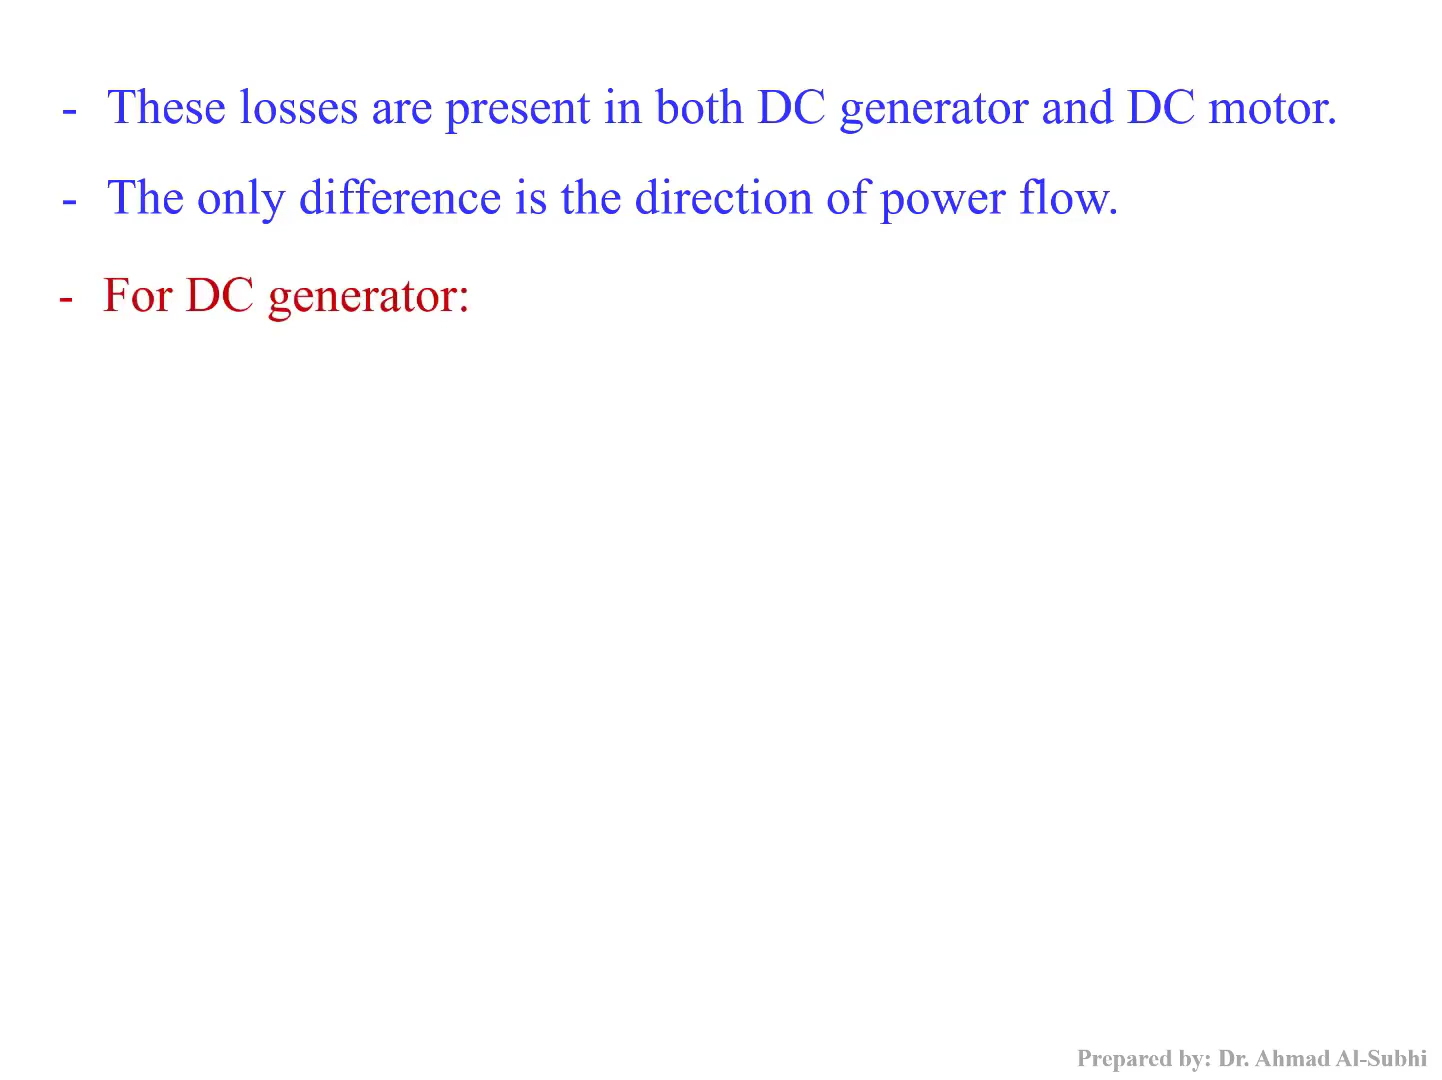 - These losses are present in both DC generator and DC motor.
- The only difference is the direction of power flow.
- For DC generator:
Prepared by: Dr. Ahmad Al-Subhi